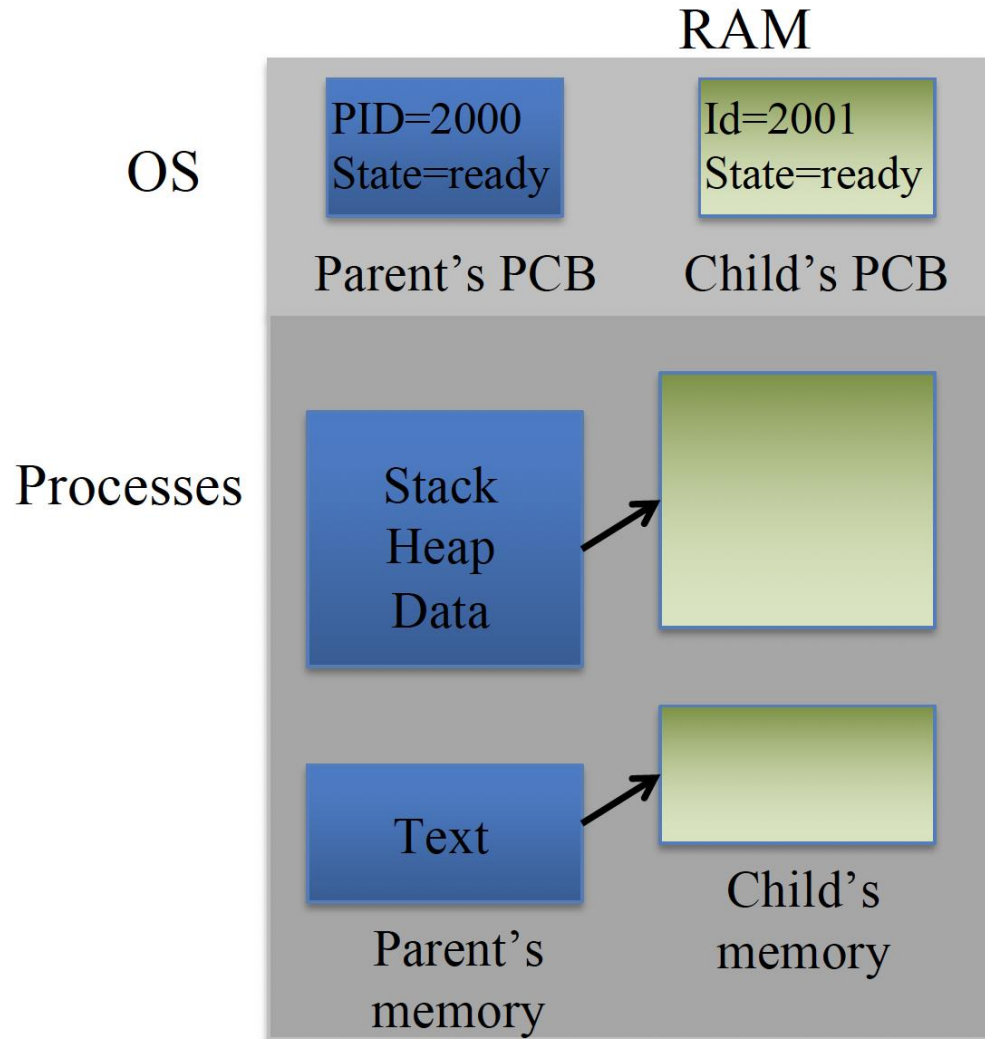 RAM
OS
PID=2000
State=ready
Id=2001
State=ready
Parent’s PCB
Child’s PCB
Processes
Stack
Heap
Data
Text
Parent’s
memory
Child’s
memory